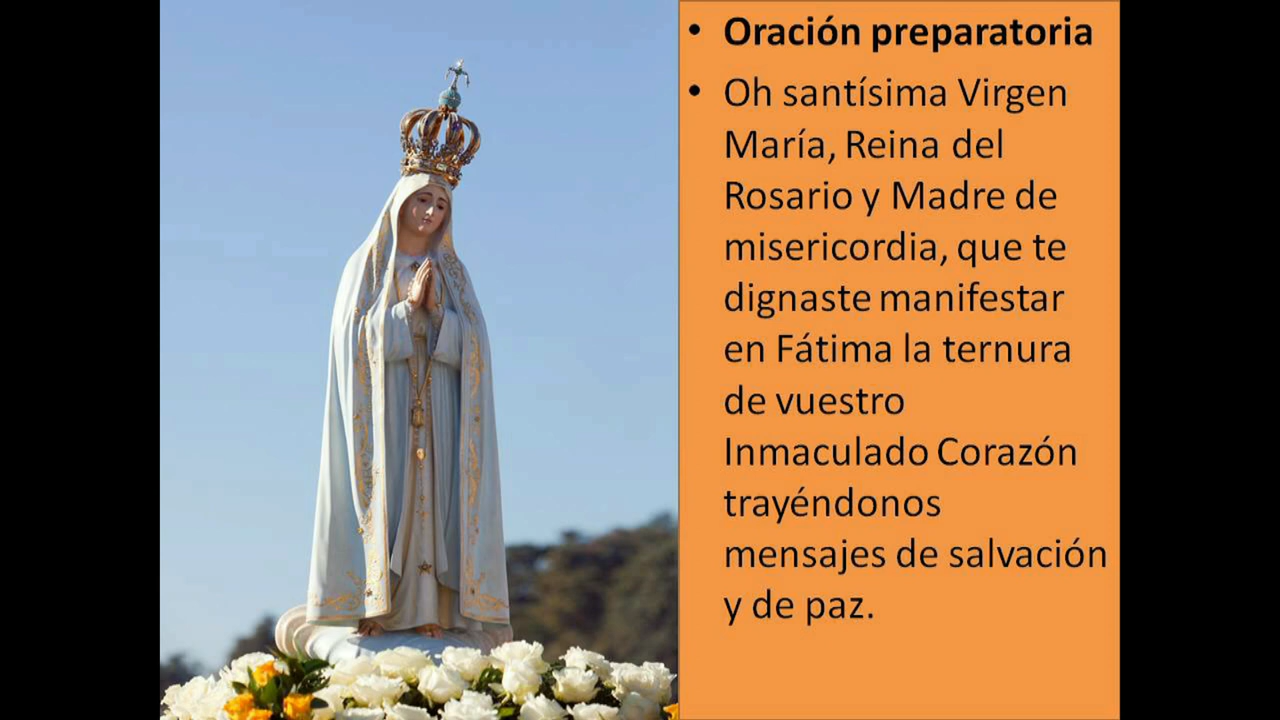 • Oración preparatoria
• Oh santísima Virgen
María, Reina del
Rosario y Madre de
misericordia, que te
dignaste manifestar
en Fátima la ternura
de vuestro
Inmaculado Corazón
trayéndonos
mensajes de salvación
y de paz.